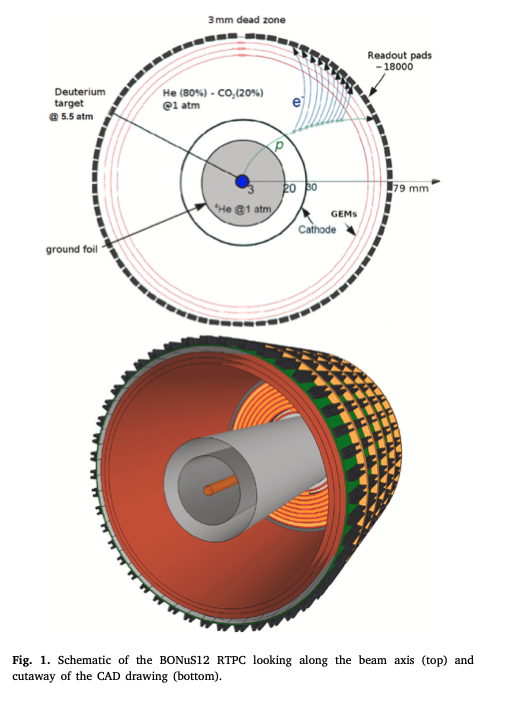 3 mm dead zone
Readout pads
~ 18000
Deuterium
target
@ 5.5 atm
He (80%) - CO2(20%)
@1 atm
e-
p
3
20
30
79 mm
4He @1 atm
GEMs
Cathode
ground foil
Fig. 1. Schematic of the BONuS12 RTPC looking along the beam axis (top) and
cutaway of the CAD drawing (bottom).